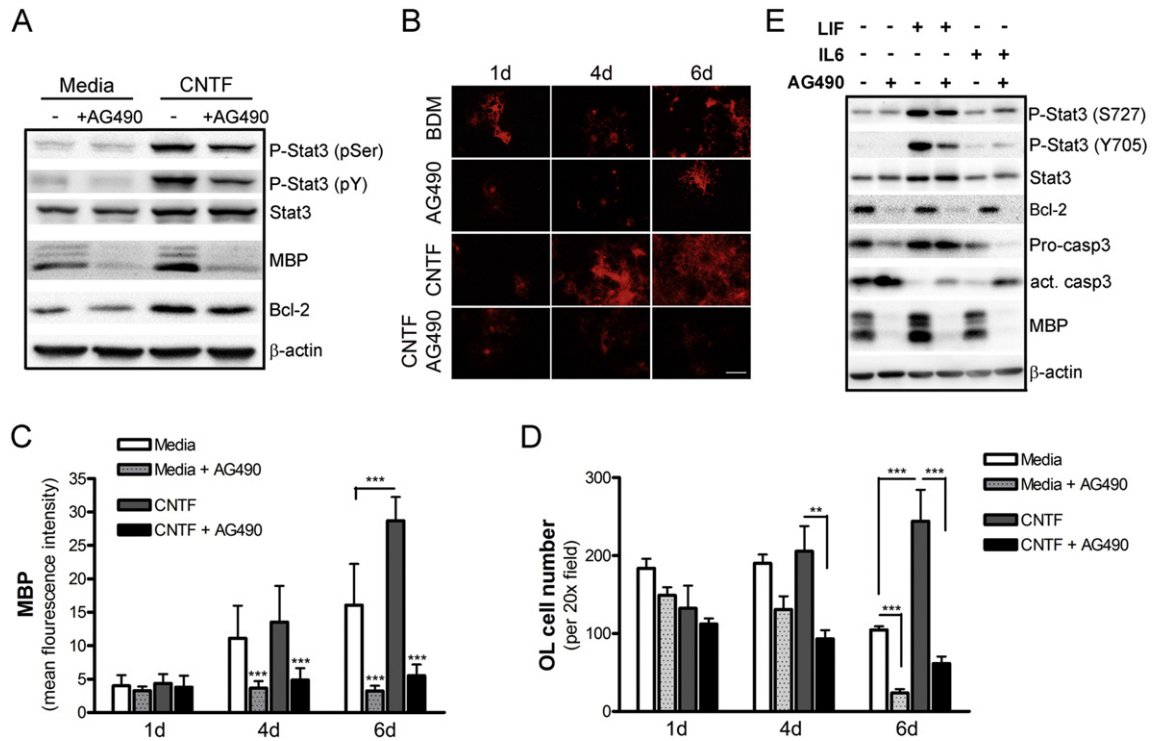 A
Media CNTF
- +AG490 - +AG490
P-Stat3 (pSer)
P-Stat3 (pY)
Stat3
MBP
Bcl-2
β-actin
B
1d 4d 6d
BDM
AG490
CNTF
CNTF
AG490
E
LIF - - + + - -
IL6 - - - - + +
AG490 - + - + - +
P-Stat3 (S727)
P-Stat3 (Y705)
Stat3
Bcl-2
Pro-casp3
act. casp3
MBP
β-actin
C
Media
Media + AG490
CNTF
CNTF + AG490
MBP
(mean flourescence intensity)
35
30
25
20
15
10
5
0
***
*** *** *** ***
1d 4d 6d
D
Media
Media + AG490
CNTF
CNTF + AG490
OL cell number
(per 20x field)
300
200
100
0
**
*** ***
***
1d 4d 6d